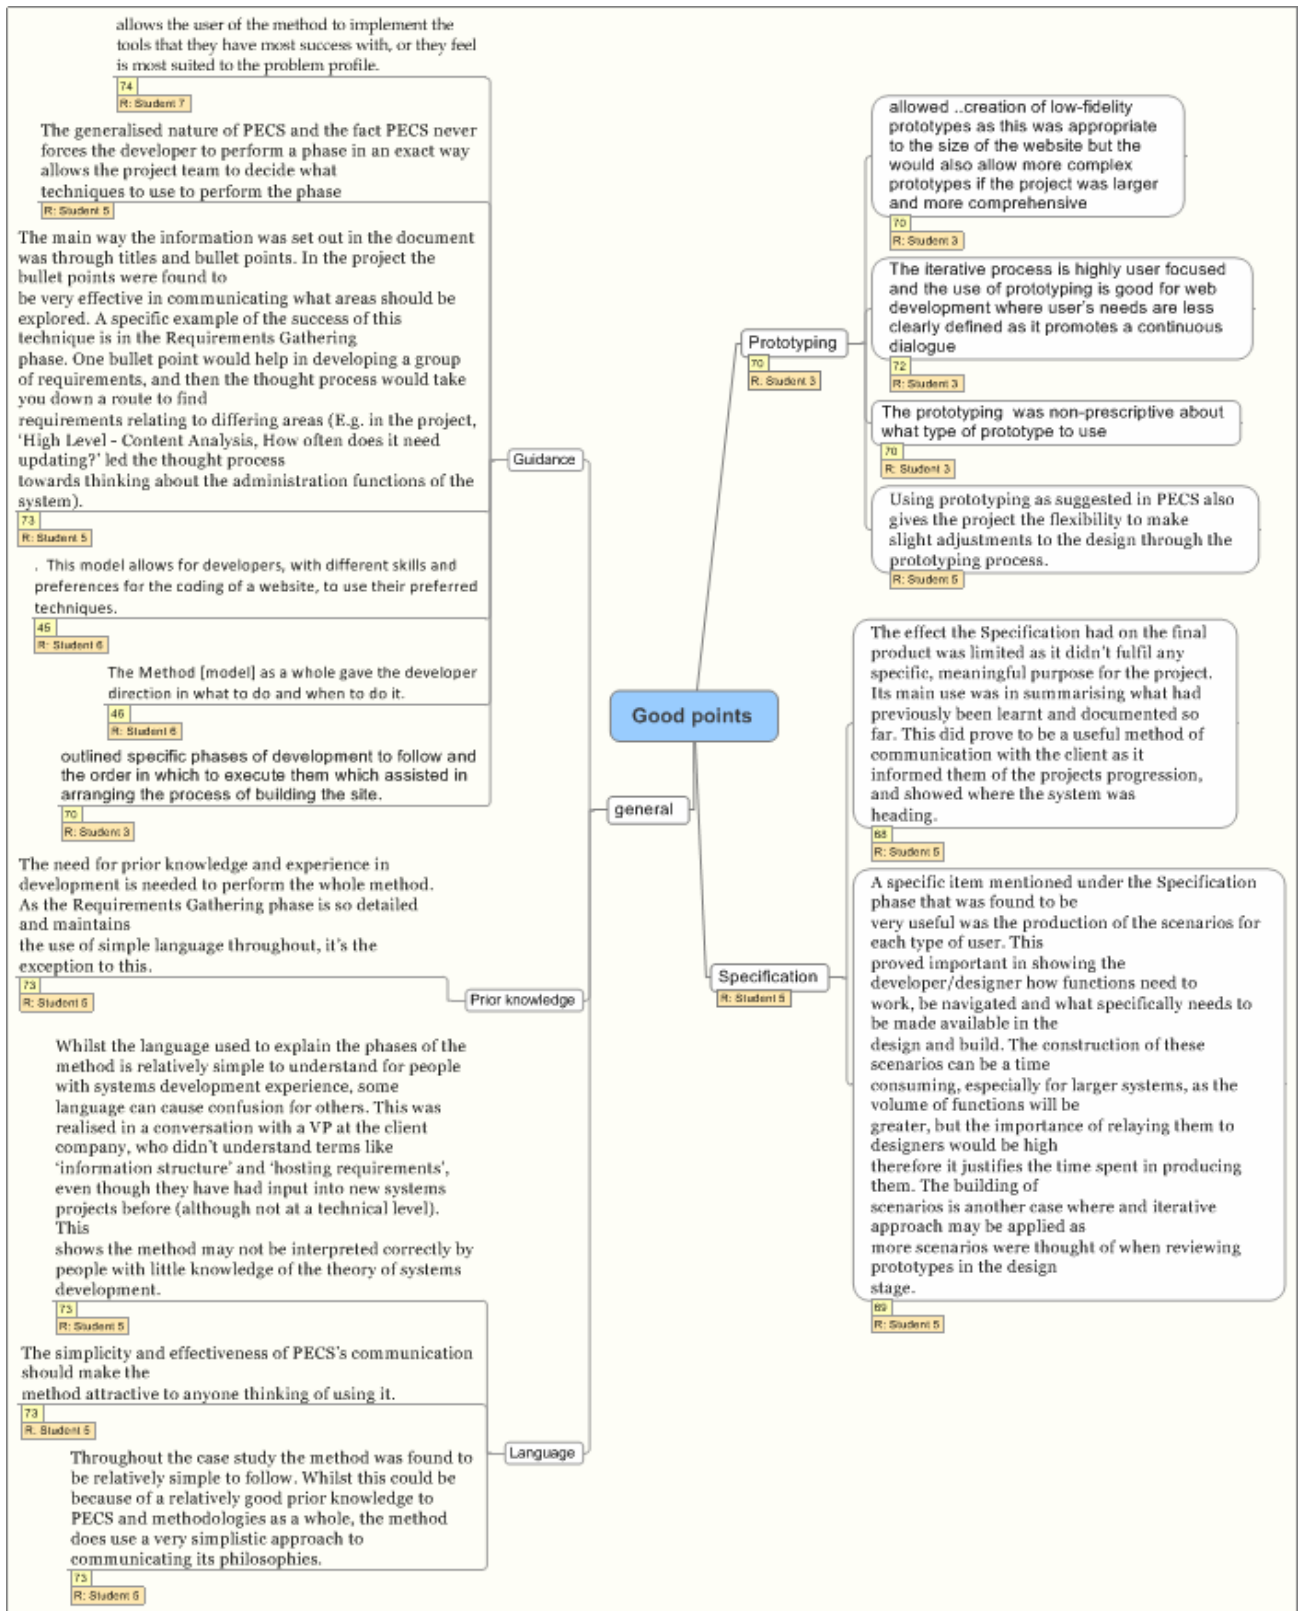 allows the user of the method to implement the
tools that they have most success with, or they feel
is most suited to the problem profile.
74
R: Student 7
The generalised nature of PECS and the fact PECS never
forces the developer to perform a phase in an exact way
allows the project team to decide what
techniques to use to perform the phase
R: Student 5
The main way the information was set out in the document
was through titles and bullet points. In the project the
bullet points were found to
be very effective in communicating what areas should be
explored. A specific example of the success of this
technique is in the Requirements Gathering
phase. One bullet point would help in developing a group
of requirements, and then the thought process would take
you down a route to find
requirements relating to differing areas (E.g. in the project,
‘High Level - Content Analysis, How often does it need
updating?’ led the thought process
towards thinking about the administration functions of the
system).
73
R: Student 5
. This model allows for developers, with different skills and
preferences for the coding of a website, to use their preferred
techniques.
45
R: Student 6
The Method [model] as a whole gave the developer
direction in what to do and when to do it.
46
R: Student 6
outlined specific phases of development to follow and
the order in which to execute them which assisted in
arranging the process of building the site.
70
R: Student 3
Guidance
The need for prior knowledge and experience in
development is needed to perform the whole method.
As the Requirements Gathering phase is so detailed
and maintains
the use of simple language throughout, it’s the
exception to this.
73
R: Student 5
Prior knowledge
Whilst the language used to explain the phases of the
method is relatively simple to understand for people
with systems development experience, some
language can cause confusion for others. This was
realised in a conversation with a VP at the client
company, who didn’t understand terms like
‘information structure’ and ‘hosting requirements’,
even though they have had input into new systems
projects before (although not at a technical level).
This
shows the method may not be interpreted correctly by
people with little knowledge of the theory of systems
development.
73
R: Student 5
The simplicity and effectiveness of PECS’s communication
should make the
method attractive to anyone thinking of using it.
73
R: Student 5
Throughout the case study the method was found to
be relatively simple to follow. Whilst this could be
because of a relatively good prior knowledge to
PECS and methodologies as a whole, the method
does use a very simplistic approach to
communicating its philosophies.
73
R: Student 5
Language
general
Good points
Prototyping
70
R: Student 3
allowed ..creation of low-fidelity
prototypes as this was appropriate
to the size of the website but the
would also allow more complex
prototypes if the project was larger
and more comprehensive
70
R: Student 3
The iterative process is highly user focused
and the use of prototyping is good for web
development where user's needs are less
clearly defined as it promotes a continuous
dialogue
72
R: Student 3
The prototyping was non-prescriptive about
what type of prototype to use
70
R: Student 3
Using prototyping as suggested in PECS also
gives the project the flexibility to make
slight adjustments to the design through the
prototyping process.
R: Student 5
Specification
R: Student 5
The effect the Specification had on the final
product was limited as it didn’t fulfil any
specific, meaningful purpose for the project.
Its main use was in summarising what had
previously been learnt and documented so
far. This did prove to be a useful method of
communication with the client as it
informed them of the projects progression,
and showed where the system was
heading.
68
R: Student 5
A specific item mentioned under the Specification
phase that was found to be
very useful was the production of the scenarios for
each type of user. This
proved important in showing the
developer/designer how functions need to
work, be navigated and what specifically needs to
be made available in the
design and build. The construction of these
scenarios can be a time
consuming, especially for larger systems, as the
volume of functions will be
greater, but the importance of relaying them to
designers would be high
therefore it justifies the time spent in producing
them. The building of
scenarios is another case where and iterative
approach may be applied as
more scenarios were thought of when reviewing
prototypes in the design
stage.
69
R: Student 5